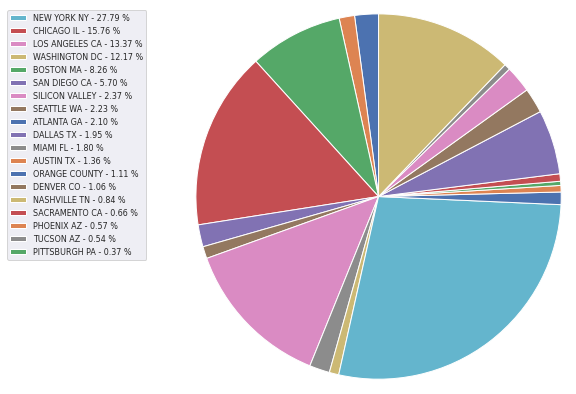 NEW YORK NY - 27.79 %
CHICAGO IL - 15.76 %
LOS ANGELES CA - 13.37 %
WASHINGTON DC - 12.17 %
BOSTON MA - 8.26 %
SAN DIEGO CA - 5.70 %
SILICON VALLEY - 2.37 %
SEATTLE WA - 2.23 %
ATLANTA GA - 2.10 %
DALLAS TX - 1.95 %
MIAMI FL - 1.80 %
AUSTIN TX - 1.36 %
ORANGE COUNTY - 1.11 %
DENVER CO - 1.06 %
NASHVILLE TN - 0.84 %
SACRAMENTO CA - 0.66 %
PHOENIX AZ - 0.57 %
TUCSON AZ - 0.54 %
PITTSBURGH PA - 0.37 %